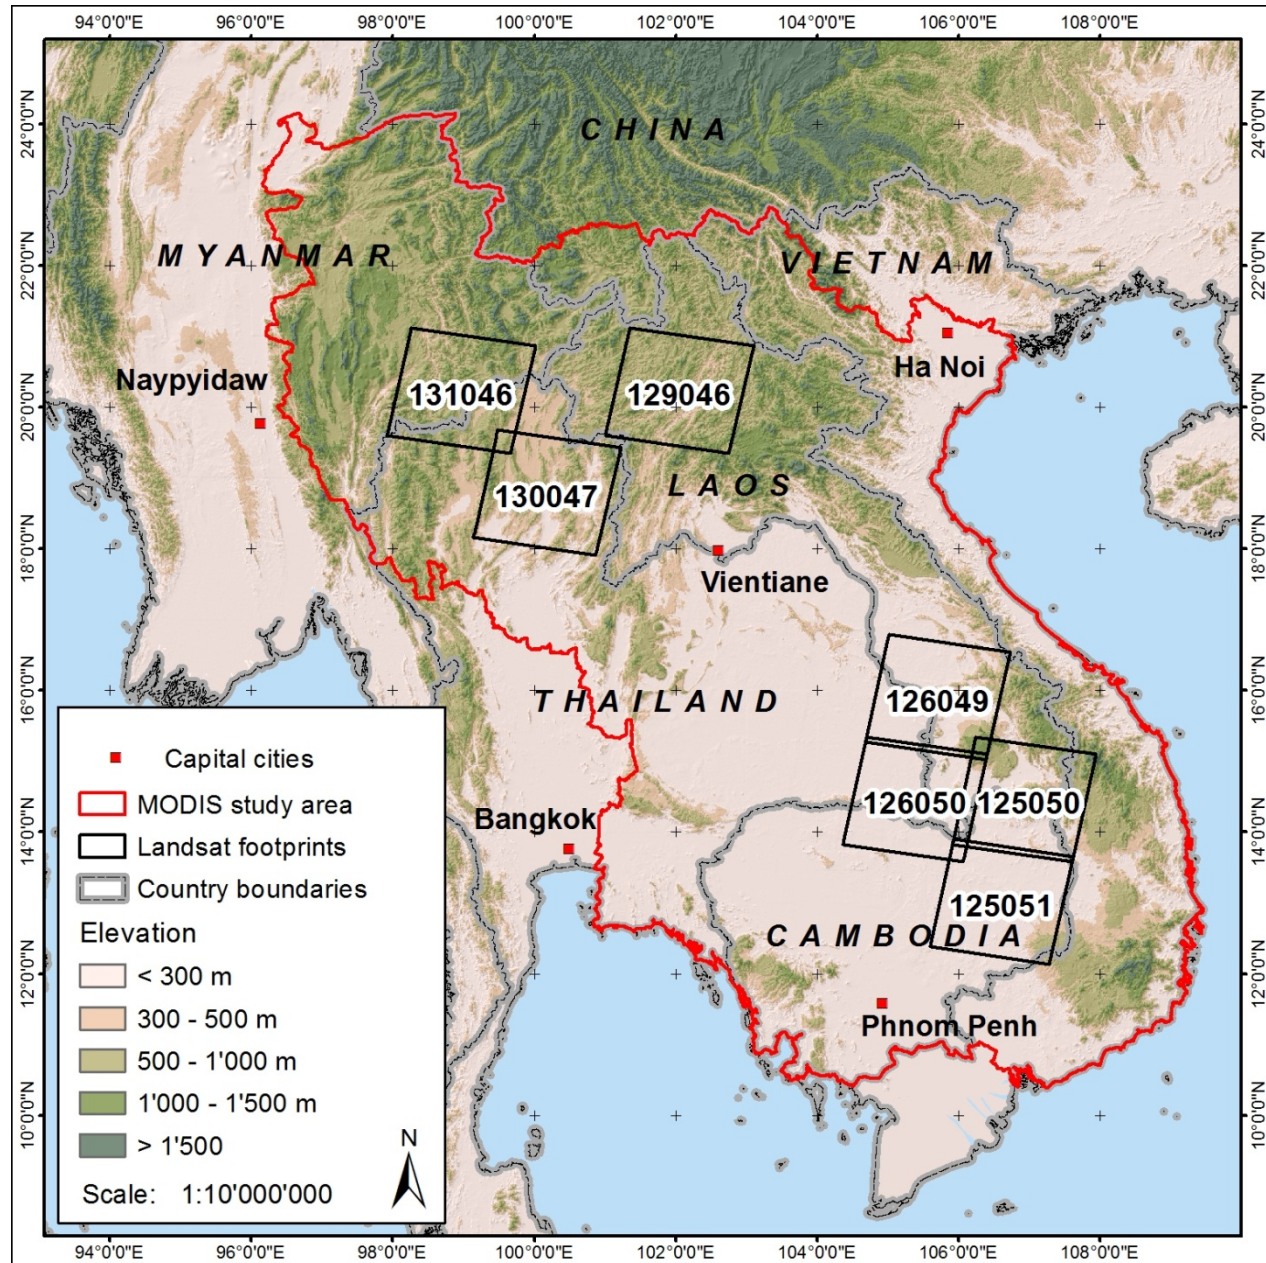 94°0'0"E 96°0'0"E 98°0'0"E 100°0'0"E 102°0'0"E 104°0'0"E 106°0'0"E 108°0'0"E
24°0'0"N 24°0'0"N
CHINA
22°0'0"N 22°0'0"N
MYANMAR
VIETNAM
Ha Noi
Naypyidaw
20°0'0"N 20°0'0"N
131046
129046
130047
LAOS
18°0'0"N 18°0'0"N
Vientiane
16°0'0"N 16°0'0"N
THAILAND
126049
126050
125050
Bangkok
14°0'0"N 14°0'0"N
125051
CAMBODIA
12°0'0"N 12°0'0"N
Phnom Penh
10°0'0"N 10°0'0"N
Capital cities
MODIS study area
Landsat footprints
Country boundaries
Elevation
< 300 m
300 - 500 m
500 - 1'000 m
1'000 - 1'500 m
> 1'500
Scale: 1:10'000'000
N
94°0'0"E 96°0'0"E 98°0'0"E 100°0'0"E 102°0'0"E 104°0'0"E 106°0'0"E 108°0'0"E